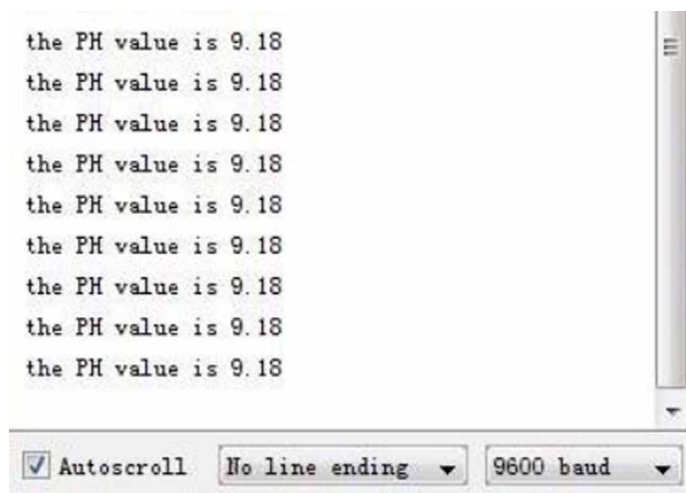 the PH value is 9.18
the PH value is 9.18
the PH value is 9.18
the PH value is 9.18
the PH value is 9.18
the PH value is 9.18
the PH value is 9.18
the PH value is 9.18
the PH value is 9.18
Autoscroll No line ending 9600 baud